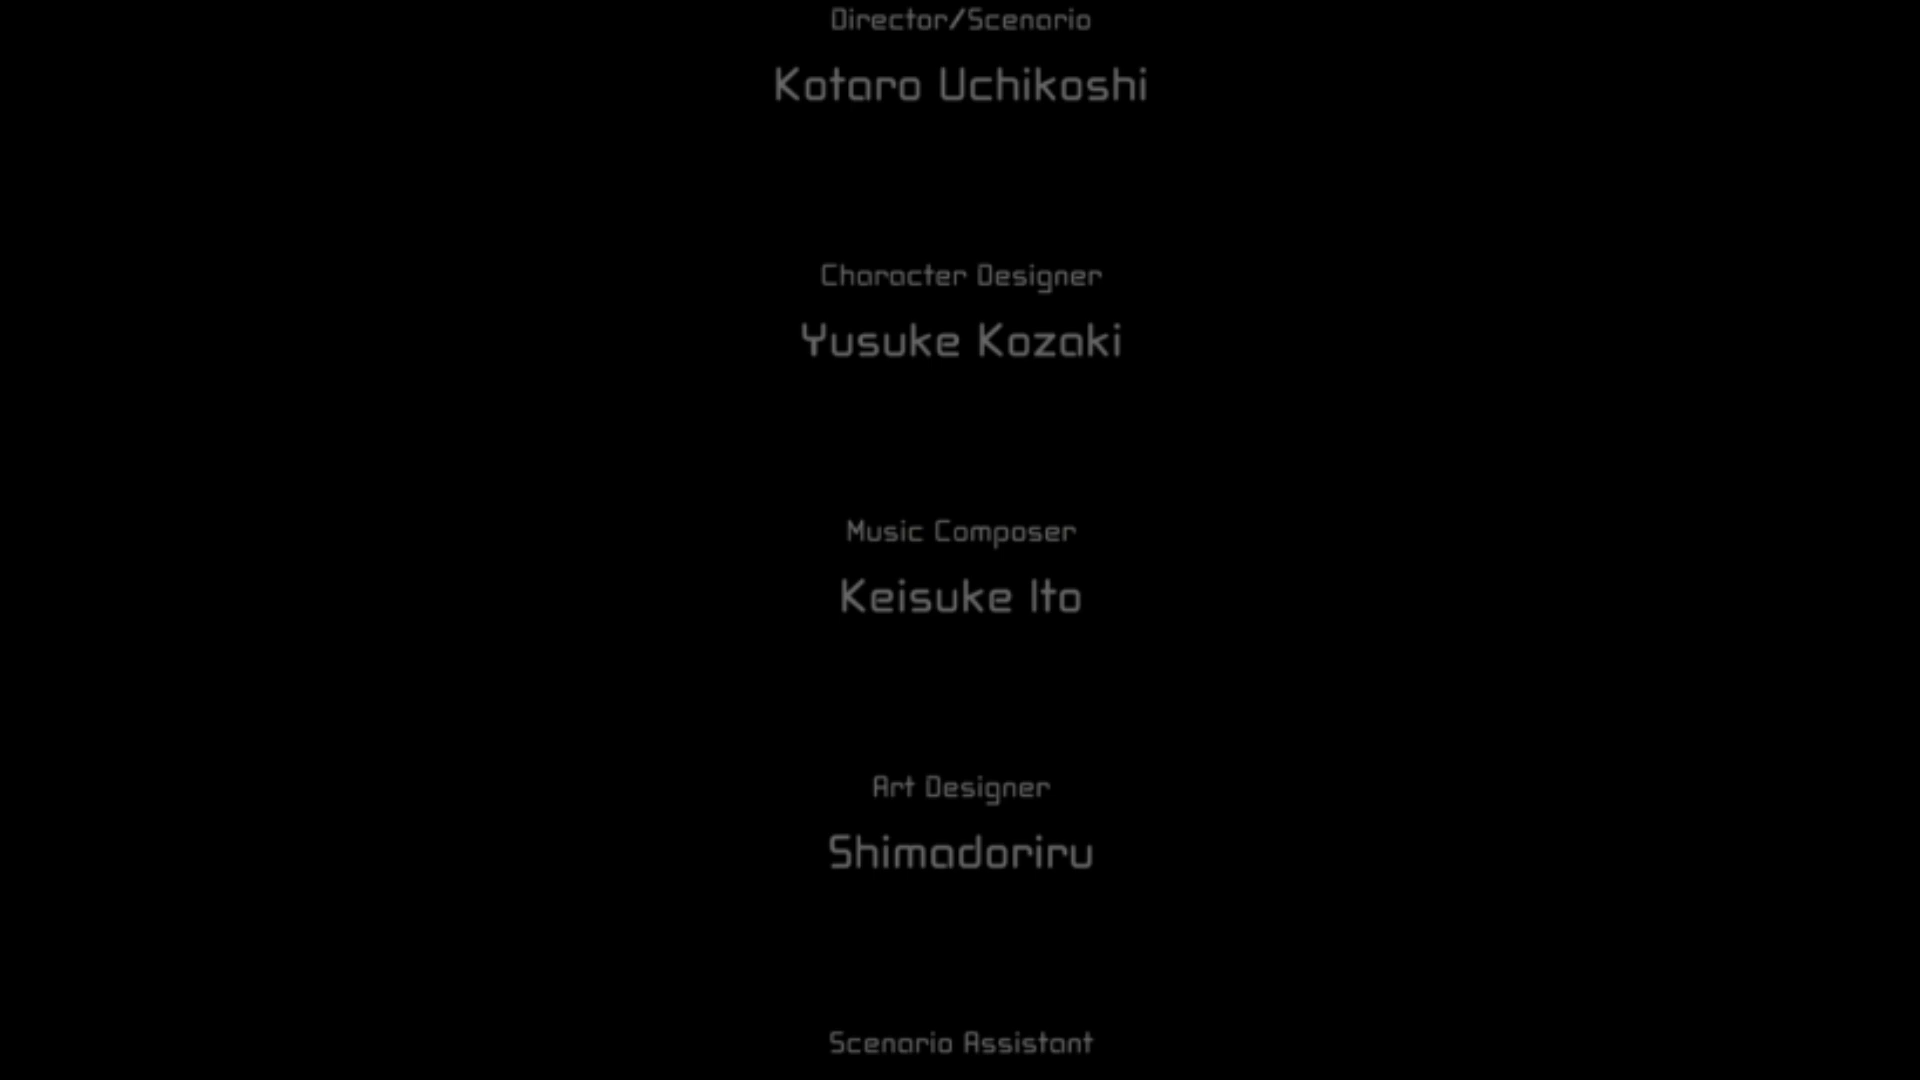 Director/Scenario
Kotaro Uchikoshi
Character Designer
Yusuke Kozaki
Music Composer
Keisuke Ito
Art Designer
Shimadoriru
Scenario Assistant